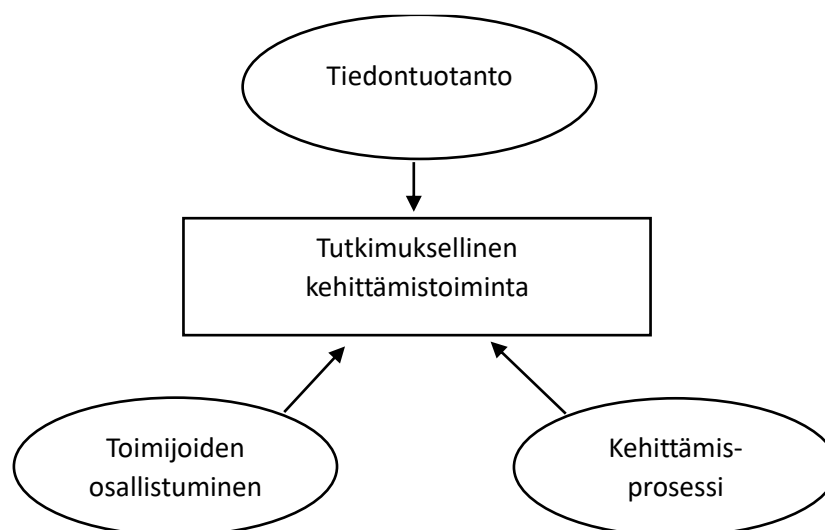 Tiedontuotanto
Tutkimuksellinen
kehittämistoiminta
Toimijoiden
osallistuminen
Kehittämis-
prosessi